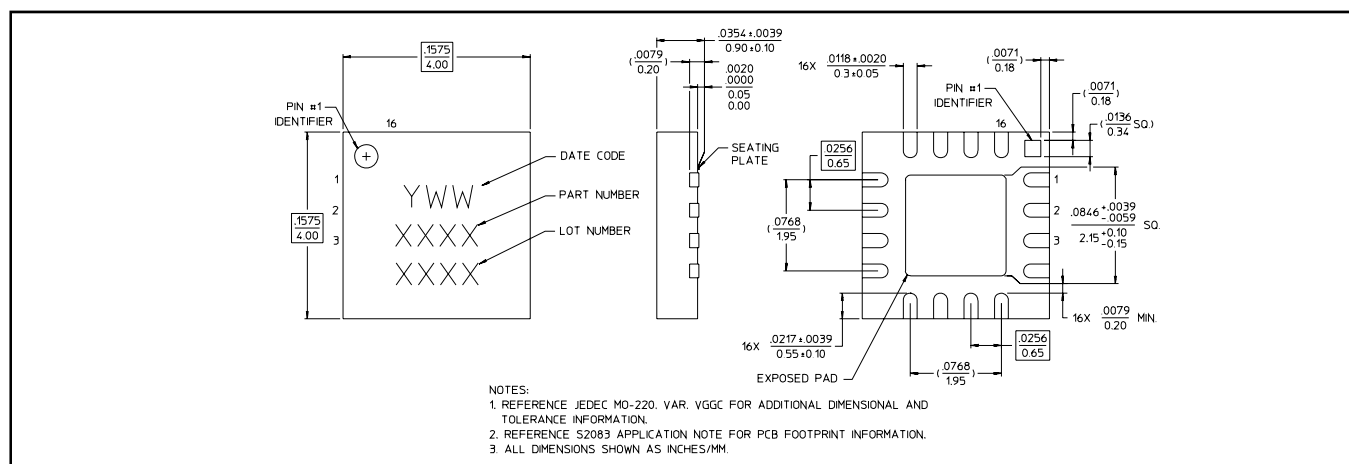 .1575
4.00
PIN #1
IDENTIFIER
16
.1575
4.00
1
2
3
YWW
XXXX
XXXX
DATE CODE
PART NUMBER
LOT NUMBER
.0354±.0039
0.90±0.10
(.0079
0.20)
.0020
.0000
0.05
0.00
SEATING
PLATE
16X .0118±.0020
0.3±0.05
(.0071
0.18)
PIN #1
IDENTIFIER
16
(.0071
0.18)
(.0136
0.34 SQ.)
.0256
0.65
(.0768
1.95)
1
2
3
.0846 +.0039
-.0059
2.15 +0.10
-0.15
SQ.
16X .0079
0.20 MIN.
16X .0217±.0039
0.55±0.10
.0256
0.65
(.0768
1.95)
EXPOSED PAD
NOTES:
1. REFERENCE JEDEC MO-220, VAR. VGGC FOR ADDITIONAL DIMENSIONAL AND
TOLERANCE INFORMATION.
2. REFERENCE S2083 APPLICATION NOTE FOR PCB FOOTPRINT INFORMATION.
3. ALL DIMENSIONS SHOWN AS INCHES/MM.